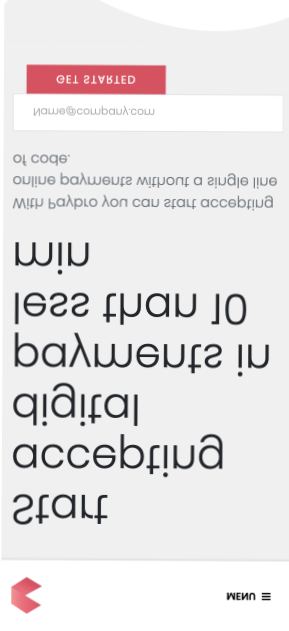 MENU
Start
accepting
digital
payments in
less than 10
min
With Paybro you can start accepting
online payments without a single line
of code.
Name@company.com
GET STARTED